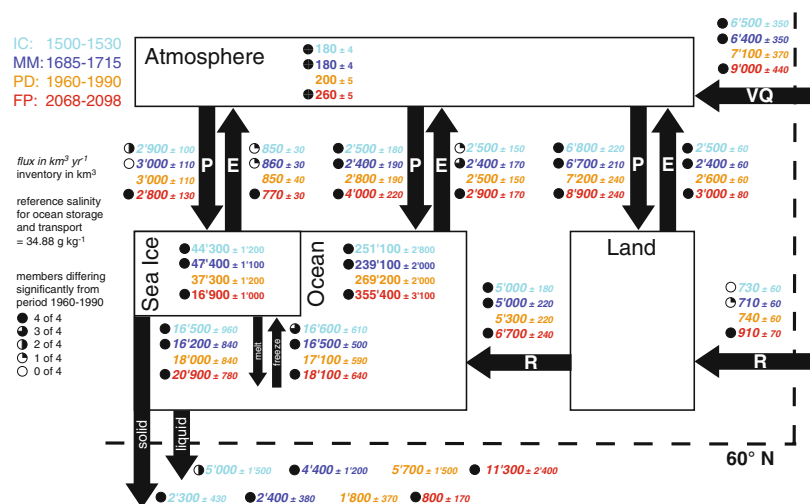 IC: 1500-1530
MM: 1685-1715
PD: 1960-1990
FP: 2068-2098
Atmosphere
180 ± 4
180 ± 4
200 ± 5
260 ± 5
6'500 ± 350
6'400 ± 350
7'100 ± 370
9'000 ± 440
VQ
flux in km³ yr⁻¹
inventory in km³
reference salinity
for ocean storage
and transport
= 34.88 g kg⁻¹
members differing
significantly from
period 1960-1990
4 of 4
3 of 4
2 of 4
1 of 4
0 of 4
2'900 ± 100
3'000 ± 110
3'000 ± 110
2'800 ± 130
P
E
850 ± 30
860 ± 30
850 ± 40
770 ± 30
2'500 ± 180
2'400 ± 190
2'800 ± 190
4'000 ± 220
P
E
2'500 ± 150
2'400 ± 170
2'500 ± 150
2'900 ± 170
6'800 ± 220
6'700 ± 210
7'200 ± 240
8'900 ± 240
P
E
2'500 ± 60
2'400 ± 60
2'600 ± 60
3'000 ± 80
Sea Ice
44'300 ± 1'200
47'400 ± 1'100
37'300 ± 1'200
16'900 ± 1'000
Ocean
251'100 ± 2'800
239'100 ± 2'000
269'200 ± 2'000
355'400 ± 3'100
Land
16'500 ± 960
16'200 ± 840
18'000 ± 840
20'900 ± 780
melt
freeze
16'600 ± 610
16'500 ± 500
17'100 ± 590
18'100 ± 640
5'000 ± 180
5'000 ± 220
5'300 ± 220
6'700 ± 240
R
730 ± 60
710 ± 60
740 ± 60
910 ± 70
R
solid
liquid
60° N
5'000 ± 1'500 4'400 ± 1'200 5'700 ± 1'500 11'300 ± 2'400
2'300 ± 430 2'400 ± 380 1'800 ± 370 800 ± 170